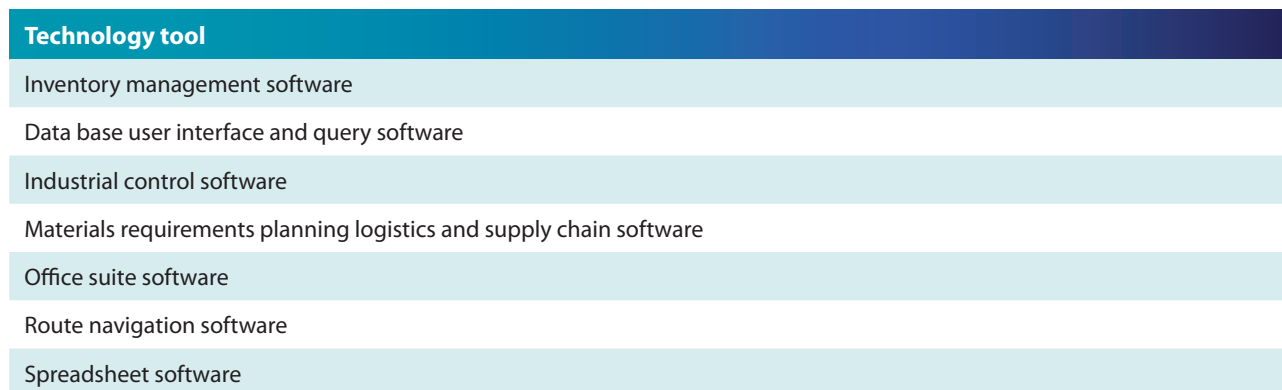 Technology tool
Inventory management software
Data base user interface and query software
Industrial control software
Materials requirements planning logistics and supply chain software
Office suite software
Route navigation software
Spreadsheet software